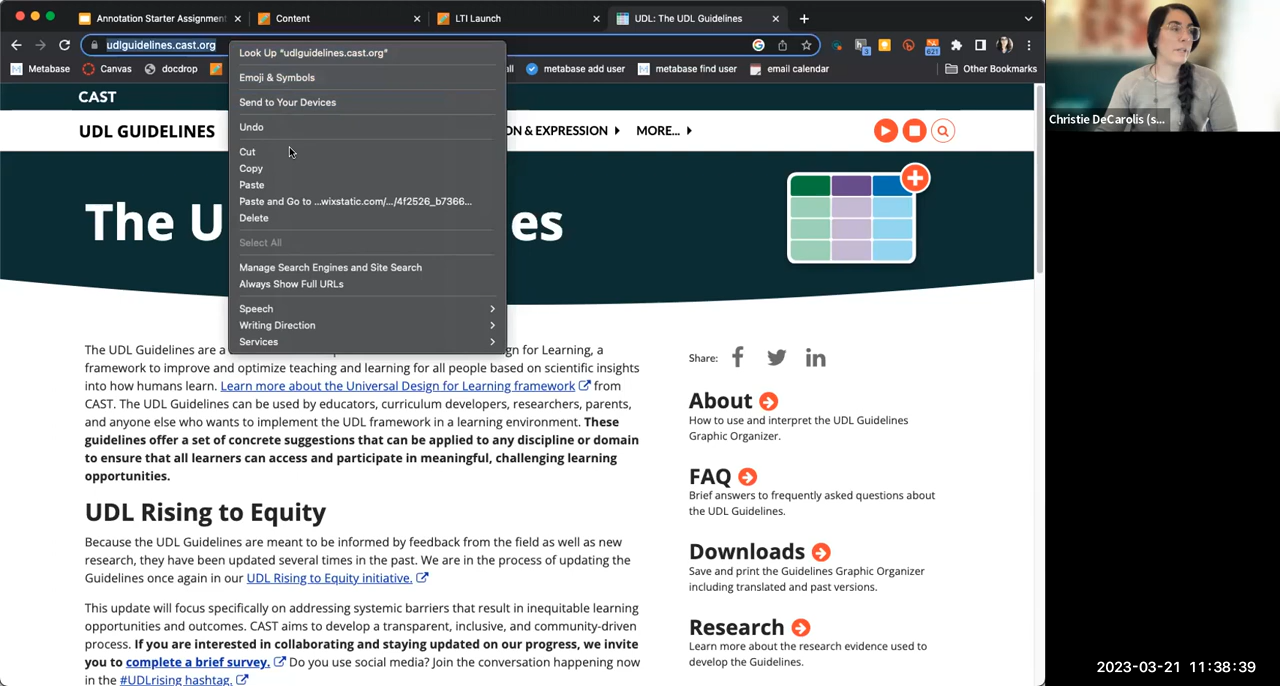 Annotation Starter Assignment
Content
LTI Launch
UDL: The UDL Guidelines
udlguidelines.cast.org
621
Metabase
Canvas
docdrop
metabase add user
metabase find user
email calendar
Other Bookmarks
Look Up "udlguidelines.cast.org"
Emoji & Symbols
Send to Your Devices
Undo
Cut
Copy
Paste
Paste and Go to ...wixstatic.com/.../4f2526_b7366...
Delete
Select All
Manage Search Engines and Site Search
Always Show Full URLs
Speech
Writing Direction
Services
CAST
UDL GUIDELINES
N & EXPRESSION
MORE...
The U
es
The UDL Guidelines are a
gn for Learning, a
framework to improve and optimize teaching and learning for all people based on scientific insights
into how humans learn. Learn more about the Universal Design for Learning framework from
CAST. The UDL Guidelines can be used by educators, curriculum developers, researchers, parents,
and anyone else who wants to implement the UDL framework in a learning environment. These
guidelines offer a set of concrete suggestions that can be applied to any discipline or domain
to ensure that all learners can access and participate in meaningful, challenging learning
opportunities.
UDL Rising to Equity
Because the UDL Guidelines are meant to be informed by feedback from the field as well as new
research, they have been updated several times in the past. We are in the process of updating the
Guidelines once again in our UDL Rising to Equity initiative.
This update will focus specifically on addressing systemic barriers that result in inequitable learning
opportunities and outcomes. CAST aims to develop a transparent, inclusive, and community-driven
process. If you are interested in collaborating and staying updated on our progress, we invite
you to complete a brief survey. Do you use social media? Join the conversation happening now
in the #UDLrising hashtag.
Share:
About
How to use and interpret the UDL Guidelines
Graphic Organizer.
FAQ
Brief answers to frequently asked questions about
the UDL Guidelines.
Downloads
Save and print the Guidelines Graphic Organizer
including translated and past versions.
Research
Learn more about the research evidence used to
develop the Guidelines.
Christie DeCarolis (s...
2023-03-21 11:38:39